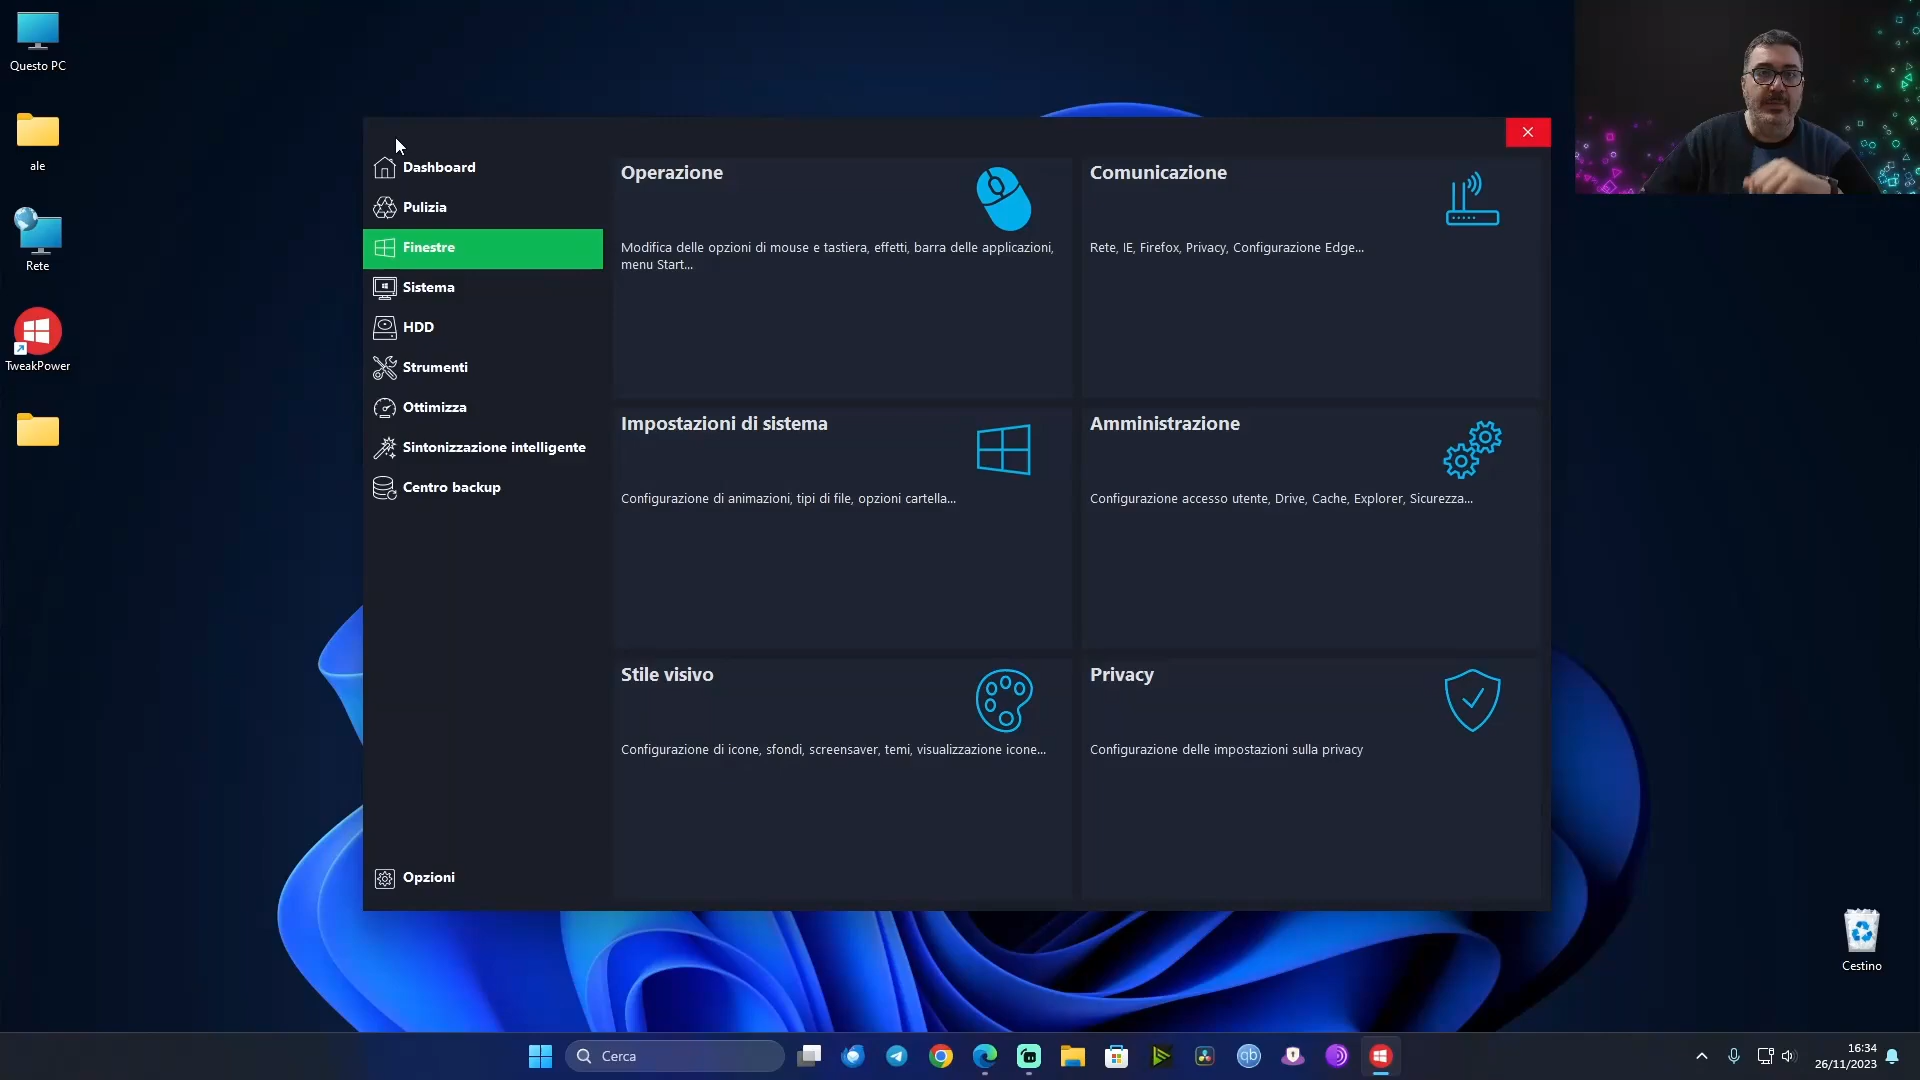 Questo PC
ale
Rete
TweakPower
Dashboard
Pulizia
Finestre
Sistema
HDD
Strumenti
Ottimizza
Sintonizzazione intelligente
Centro backup
Opzioni
Operazione
Modifica delle opzioni di mouse e tastiera, effetti, barra delle applicazioni,
menu Start...
Comunicazione
Rete, IE, Firefox, Privacy, Configurazione Edge...
Impostazioni di sistema
Configurazione di animazioni, tipi di file, opzioni cartella...
Amministrazione
Configurazione accesso utente, Drive, Cache, Explorer, Sicurezza...
Stile visivo
Configurazione di icone, sfondi, screensaver, temi, visualizzazione icone...
Privacy
Configurazione delle impostazioni sulla privacy
Cestino
Cerca
qb
16:34
26/11/2023